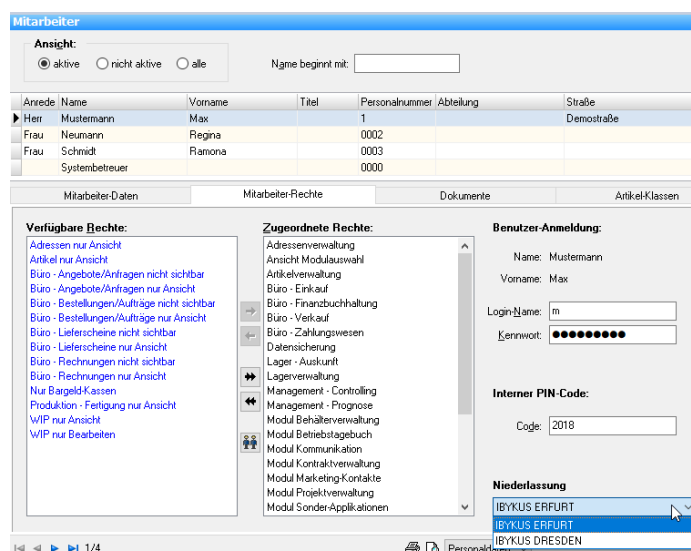 Mitarbeiter
Ansicht:
aktive nicht aktive alle Name beginnt mit:
Anrede Name Vorname Titel Personalnummer Abteilung Straße
Herr Mustermann Max 1 Demostraße
Frau Neumann Regina 0002
Frau Schmidt Ramona 0003
Systembetreuer 0000
Mitarbeiter-Daten Mitarbeiter-Rechte Dokumente Artikel-Klassen
Verfügbare Rechte:
Adressen nur Ansicht
Artikel nur Ansicht
Büro - Angebote/Anfragen nicht sichtbar
Büro - Angebote/Anfragen nur Ansicht
Büro - Bestellungen/Aufträge nicht sichtbar
Büro - Bestellungen/Aufträge nur Ansicht
Büro - Lieferscheine nicht sichtbar
Büro - Lieferscheine nur Ansicht
Büro - Rechnungen nicht sichtbar
Büro - Rechnungen nur Ansicht
Nur Bargeld-Kassen
Produktion - Fertigung nur Ansicht
WIP nur Ansicht
WIP nur Bearbeiten
Zugeordnete Rechte:
Adressenverwaltung
Ansicht Modulauswahl
Artikelverwaltung
Büro - Einkauf
Büro - Finanzbuchhaltung
Büro - Verkauf
Büro - Zahlungswesen
Datensicherung
Lager - Auskunft
Lagerverwaltung
Management - Controlling
Management - Prognose
Modul Behälterverwaltung
Modul Betriebstagebuch
Modul Kommunikation
Modul Kontraktverwaltung
Modul Marketing-Kontakte
Modul Projektverwaltung
Modul Sonder-Applikationen
Benutzer-Anmeldung:
Name: Mustermann
Vorname: Max
Login-Name: m
Kennwort: ●●●●●●●●●
Interner PIN-Code:
Code: 2018
Niederlassung
IBYKUS ERFURT
IBYKUS ERFURT
IBYKUS DRESDEN
1/4